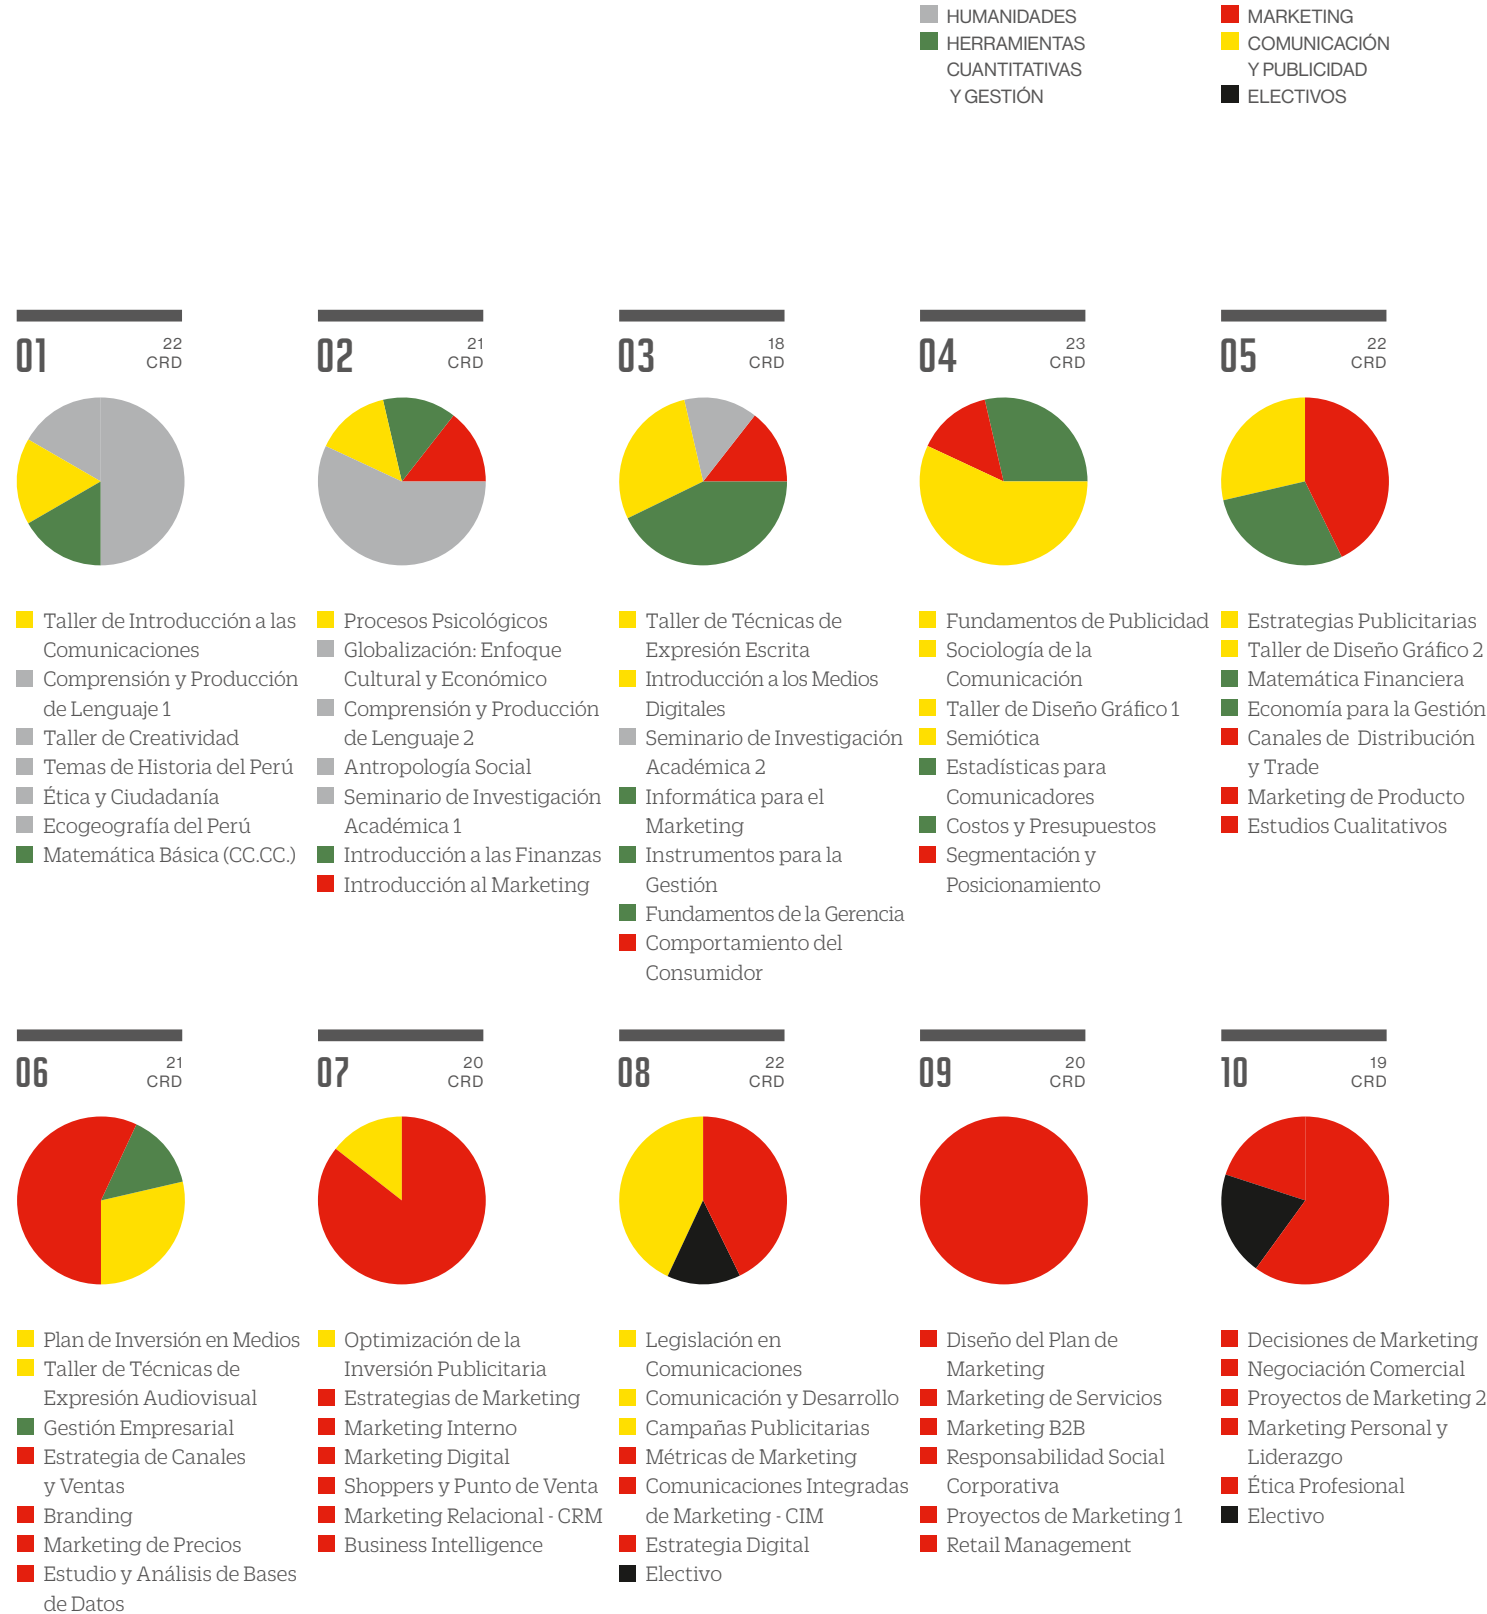 HUMANIDADES
HERRAMIENTAS
CUANTITATIVAS
Y GESTIÓN
MARKETING
COMUNICACIÓN
Y PUBLICIDAD
ELECTIVOS
01
22
CRD
Taller de Introducción a las
Comunicaciones
Comprensión y Producción
de Lenguaje 1
Taller de Creatividad
Temas de Historia del Perú
Ética y Ciudadanía
Ecogeografía del Perú
Matemática Básica (CC.CC.)
02
21
CRD
Procesos Psicológicos
Globalización: Enfoque
Cultural y Económico
Comprensión y Producción
de Lenguaje 2
Antropología Social
Seminario de Investigación
Académica 1
Introducción a las Finanzas
Introducción al Marketing
03
18
CRD
Taller de Técnicas de
Expresión Escrita
Introducción a los Medios
Digitales
Seminario de Investigación
Académica 2
Informática para el
Marketing
Instrumentos para la
Gestión
Fundamentos de la Gerencia
Comportamiento del
Consumidor
04
23
CRD
Fundamentos de Publicidad
Sociología de la
Comunicación
Taller de Diseño Gráfico 1
Semiótica
Estadísticas para
Comunicadores
Costos y Presupuestos
Segmentación y
Posicionamiento
05
22
CRD
Estrategias Publicitarias
Taller de Diseño Gráfico 2
Matemática Financiera
Economía para la Gestión
Canales de Distribución
y Trade
Marketing de Producto
Estudios Cualitativos
06
21
CRD
Plan de Inversión en Medios
Taller de Técnicas de
Expresión Audiovisual
Gestión Empresarial
Estrategia de Canales
y Ventas
Branding
Marketing de Precios
Estudio y Análisis de Bases
de Datos
07
20
CRD
Optimización de la
Inversión Publicitaria
Estrategias de Marketing
Marketing Interno
Marketing Digital
Shoppers y Punto de Venta
Marketing Relacional - CRM
Business Intelligence
08
22
CRD
Legislación en
Comunicaciones
Comunicación y Desarrollo
Campañas Publicitarias
Métricas de Marketing
Comunicaciones Integradas
de Marketing - CIM
Estrategia Digital
Electivo
09
20
CRD
Diseño del Plan de
Marketing
Marketing de Servicios
Marketing B2B
Responsabilidad Social
Corporativa
Proyectos de Marketing 1
Retail Management
10
19
CRD
Decisiones de Marketing
Negociación Comercial
Proyectos de Marketing 2
Marketing Personal y
Liderazgo
Ética Profesional
Electivo